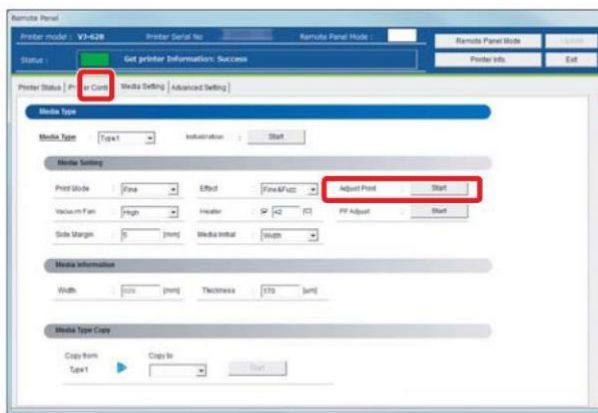 Remote Panel
Printer model : VJ-628 Printer Serial No Remote Panel Mode :
Remote Panel Mode Update
Status : Get printer Information: Success
Printer Info. Exit
Printer Status Media Setting Advanced Setting
Media Type
Media Type : Type1 Initialization : Start
Media Setting
Print Mode : Fine Effect : Fine&Fuzz Adjust Print : Start
Vacuum Fan : High Heater : 42 [C] PF Adjust : Start
Side Margin : 5 [mm] Media Initial : Width
Media Information
Width : [mm] Thickness : 170 [um]
Media Type Copy
Copy from Copy to
Type1 Start